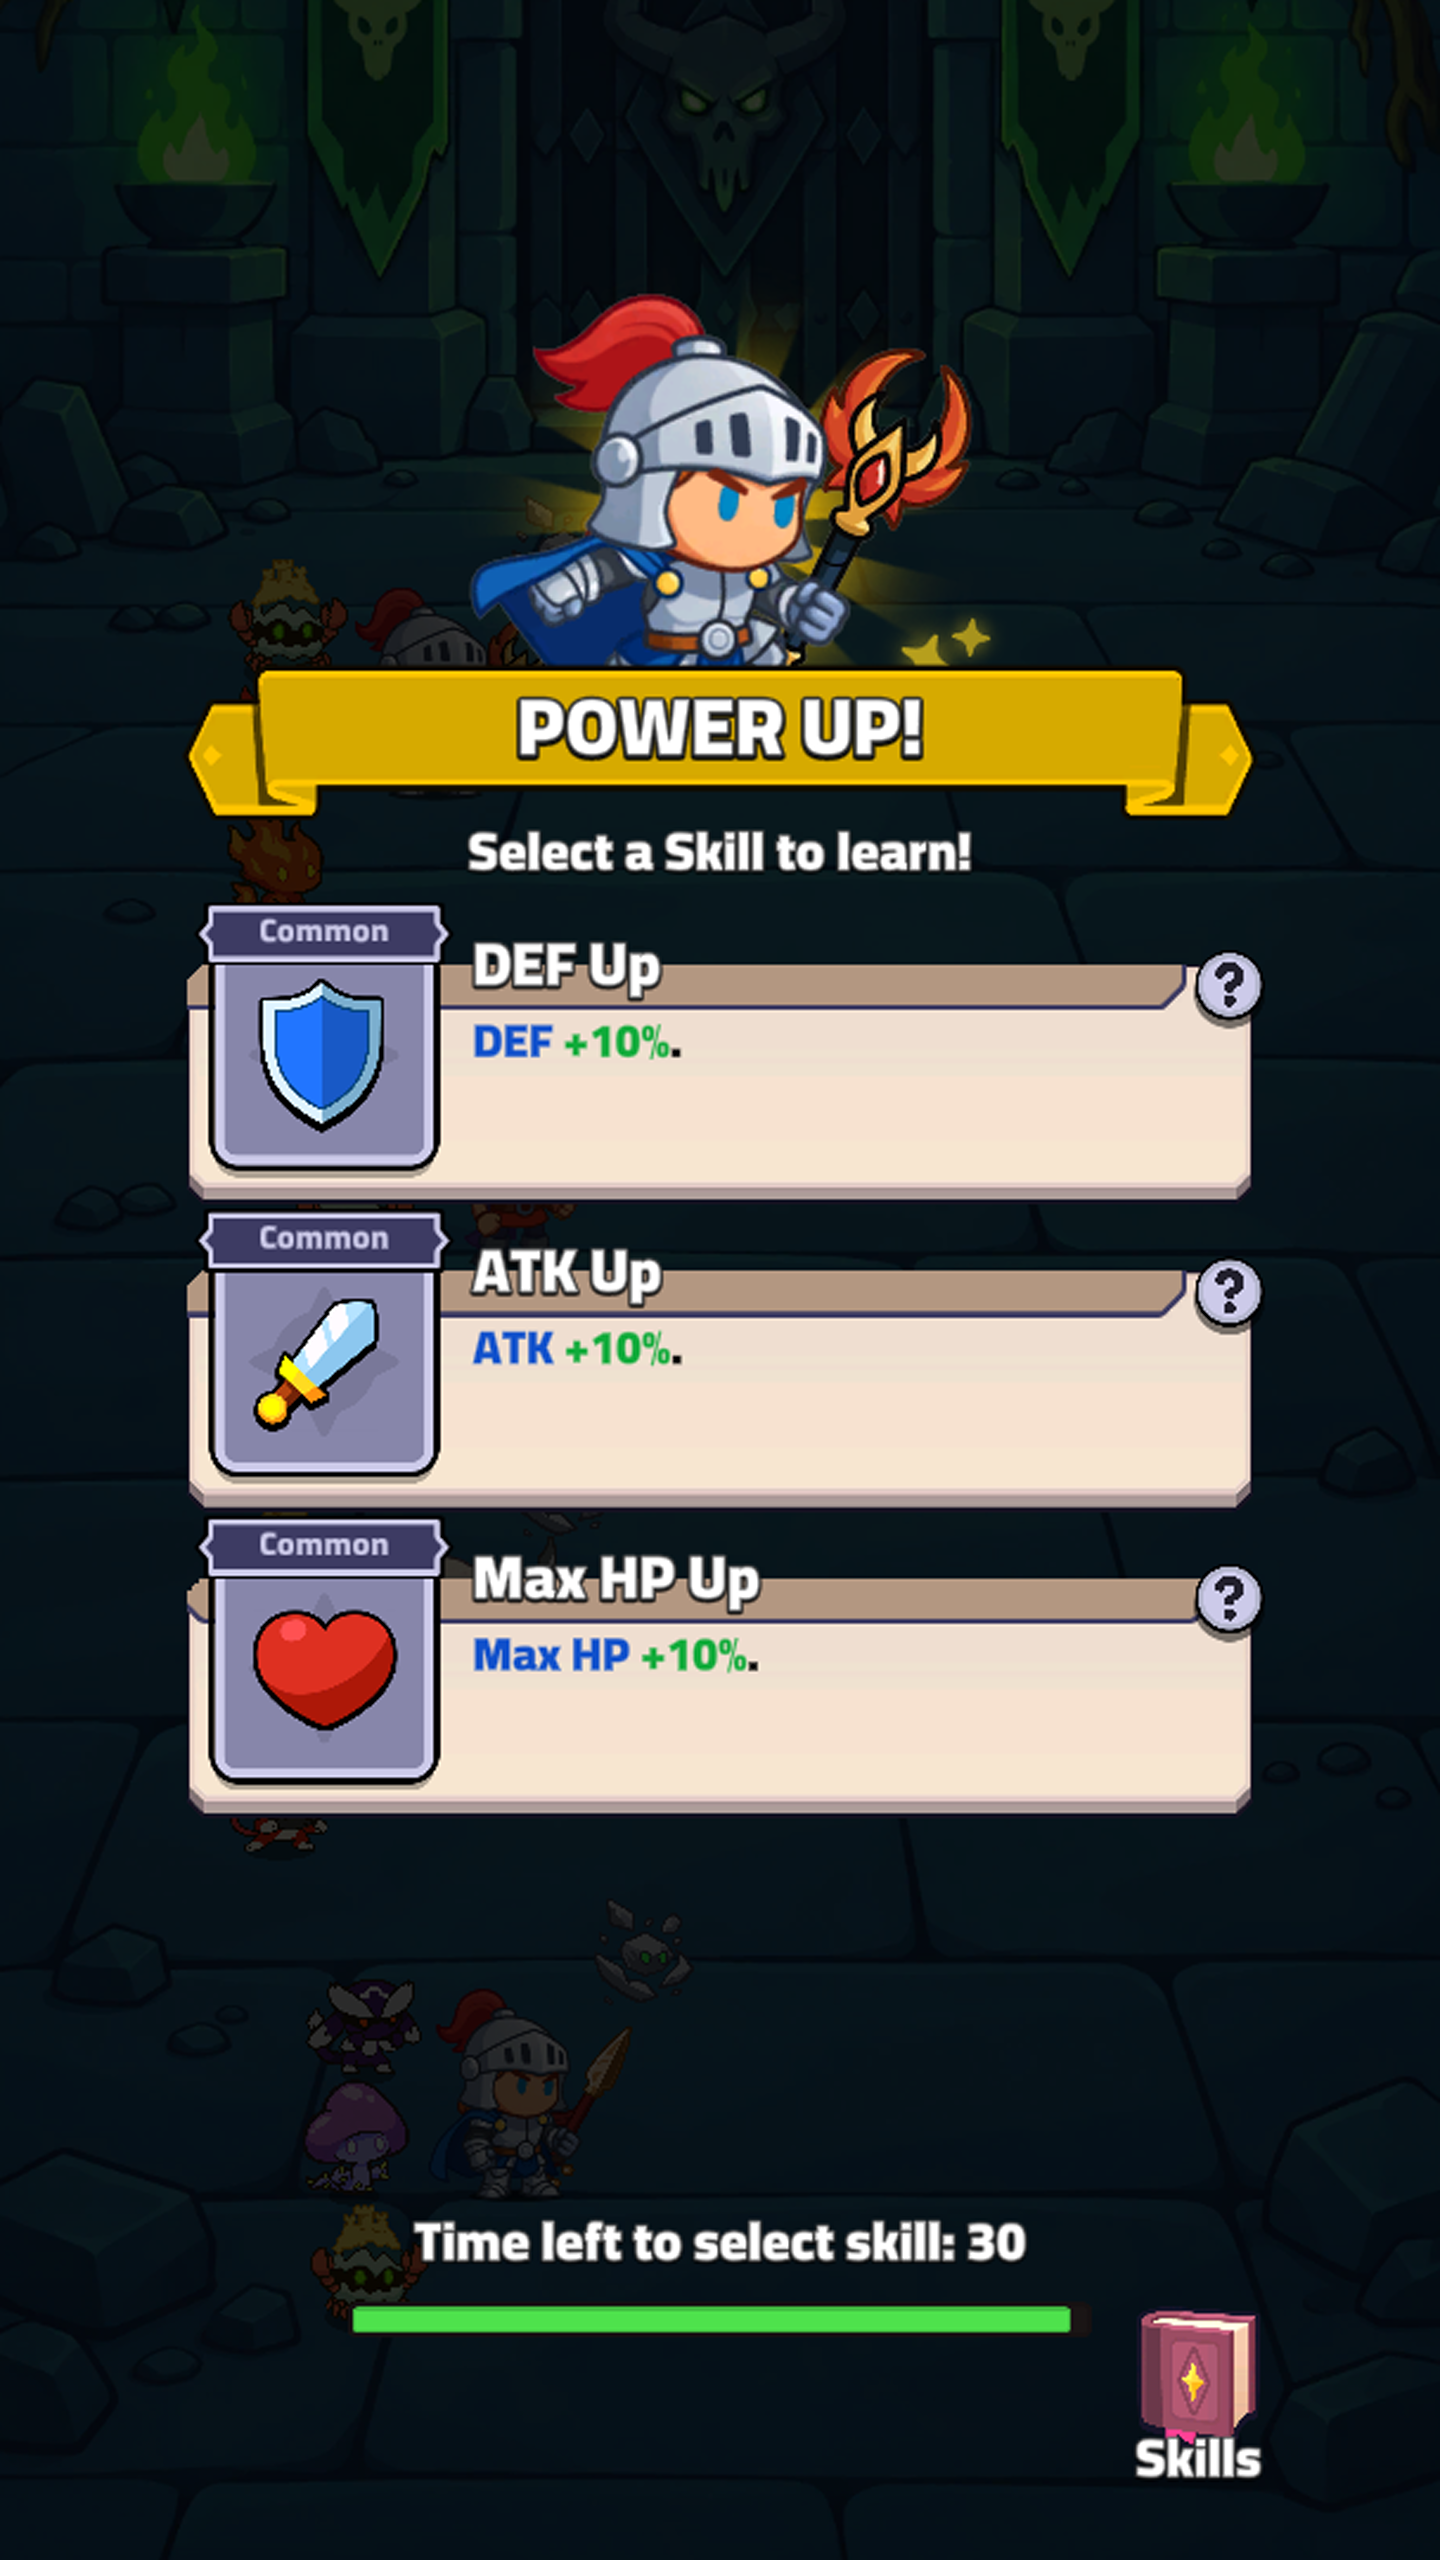 POWER UP!
Select a Skill to learn!
Common
DEF Up
?
DEF +10%.
Common
ATK Up
?
ATK +10%.
Common
Max HP Up
?
Max HP +10%.
Time left to select skill: 30
Skills